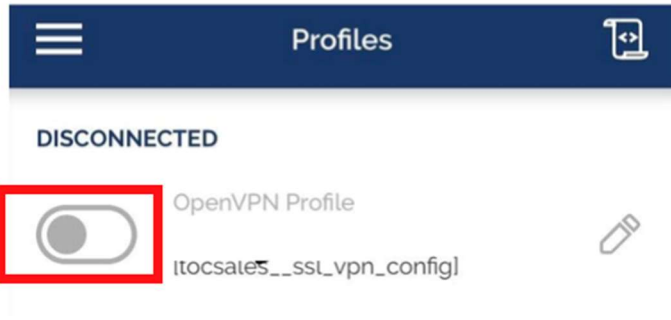 Profiles
DISCONNECTED
OpenVPN Profile
[tocsales__ssl_vpn_config]